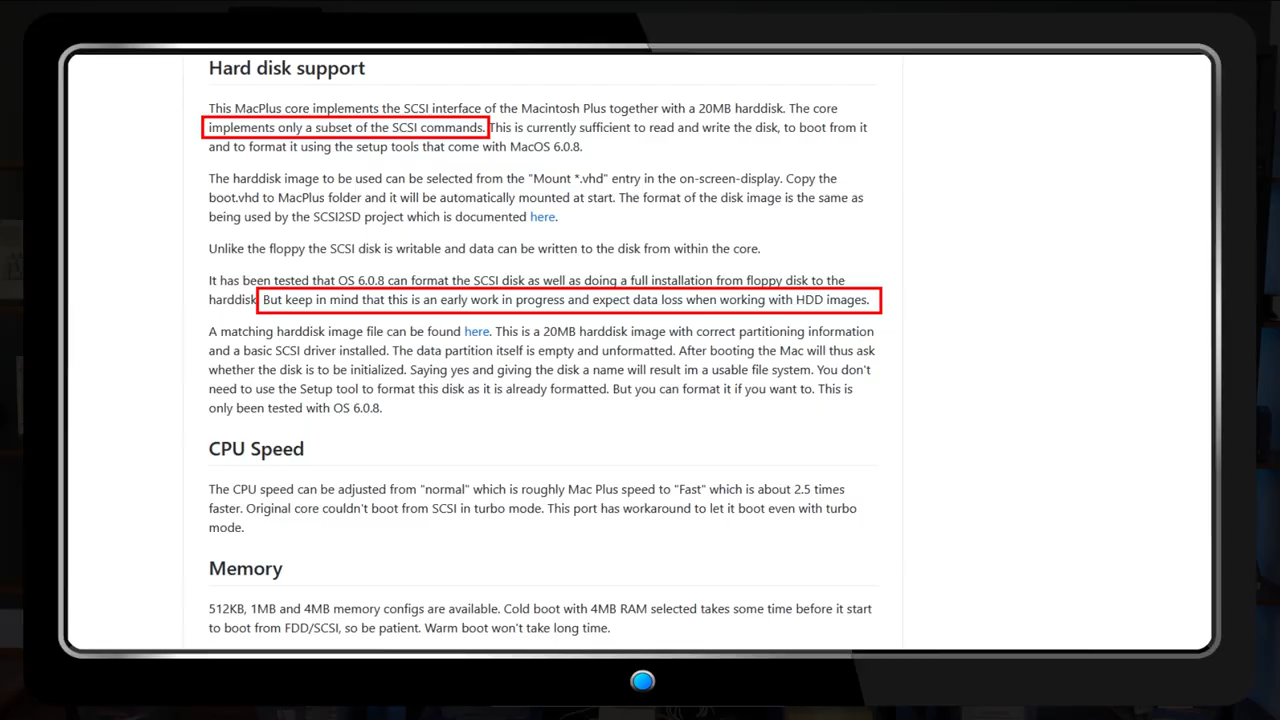 Hard disk support
This MacPlus core implements the SCSI interface of the Macintosh Plus together with a 20MB harddisk. The core
implements only a subset of the SCSI commands. This is currently sufficient to read and write the disk, to boot from it
and to format it using the setup tools that come with MacOS 6.0.8.
The harddisk image to be used can be selected from the "Mount *.vhd" entry in the on-screen-display. Copy the
boot.vhd to MacPlus folder and it will be automatically mounted at start. The format of the disk image is the same as
being used by the SCSI2SD project which is documented here.
Unlike the floppy the SCSI disk is writable and data can be written to the disk from within the core.
It has been tested that OS 6.0.8 can format the SCSI disk as well as doing a full installation from floppy disk to the
harddisk. But keep in mind that this is an early work in progress and expect data loss when working with HDD images.
A matching harddisk image file can be found here. This is a 20MB harddisk image with correct partitioning information
and a basic SCSI driver installed. The data partition itself is empty and unformatted. After booting the Mac will thus ask
whether the disk is to be initialized. Saying yes and giving the disk a name will result im a usable file system. You don't
need to use the Setup tool to format this disk as it is already formatted. But you can format it if you want to. This is
only been tested with OS 6.0.8.
CPU Speed
The CPU speed can be adjusted from "normal" which is roughly Mac Plus speed to "Fast" which is about 2.5 times
faster. Original core couldn't boot from SCSI in turbo mode. This port has workaround to let it boot even with turbo
mode.
Memory
512KB, 1MB and 4MB memory configs are available. Cold boot with 4MB RAM selected takes some time before it start
to boot from FDD/SCSI, so be patient. Warm boot won't take long time.